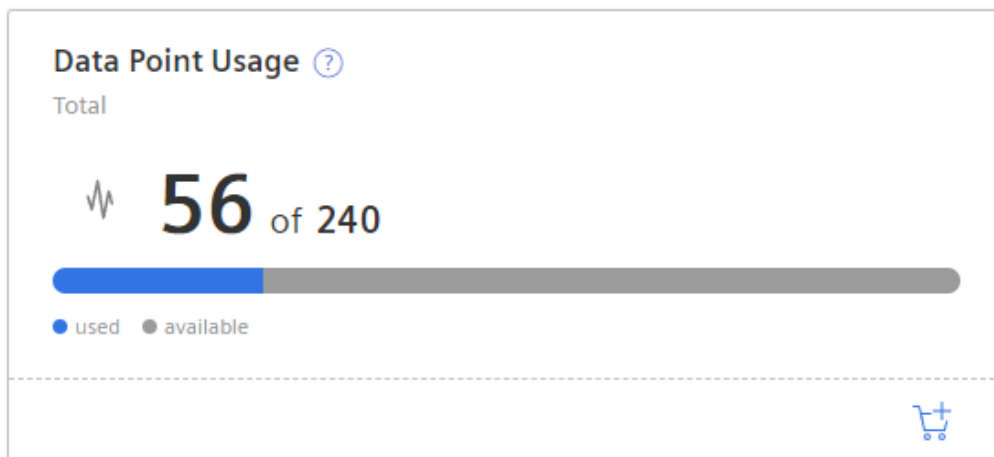 Data Point Usage ?
Total
56 of 240
used available